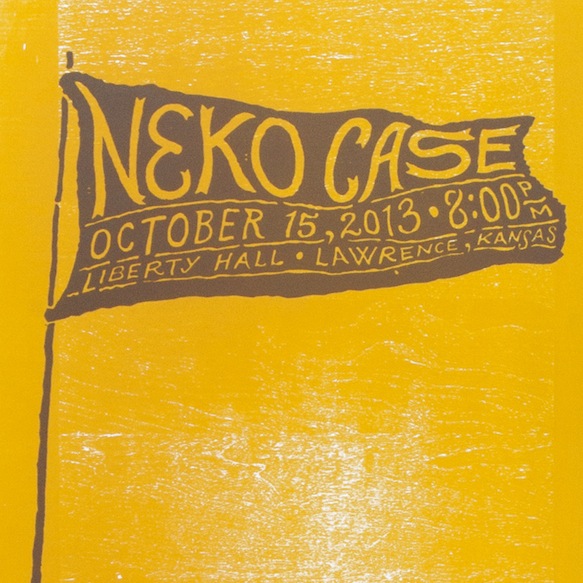 NEKO CASE
OCTOBER 15, 2013 • 8:00 PM
LIBERTY HALL • LAWRENCE, KANSAS